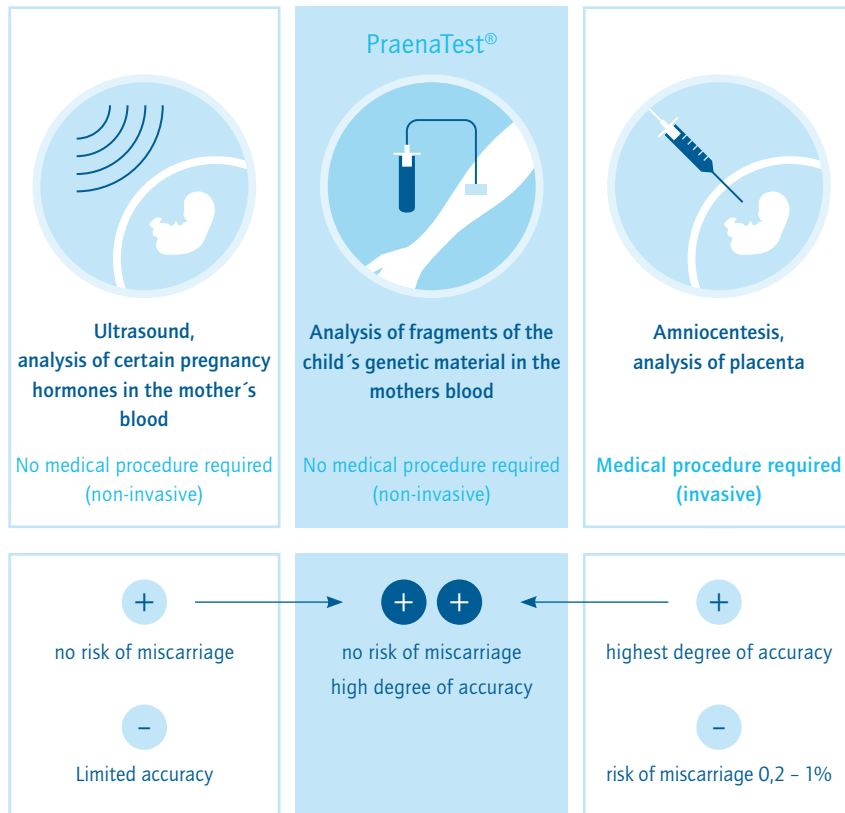 PraenaTest®
Ultrasound,
analysis of certain pregnancy
hormones in the mother´s
blood
No medical procedure required
(non-invasive)
Analysis of fragments of the
child´s genetic material in the
mothers blood
No medical procedure required
(non-invasive)
Amniocentesis,
analysis of placenta
Medical procedure required
(invasive)
+
no risk of miscarriage
–
Limited accuracy
+ +
no risk of miscarriage
high degree of accuracy
+
highest degree of accuracy
–
risk of miscarriage 0,2 – 1%